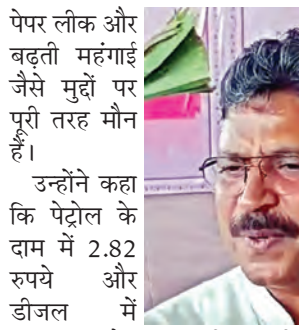 पेपर लीक और
बढ़ती महंगाई
जैसे मुद्दों पर
पूरी तरह मौन
हैं।
उन्होंने कहा
कि पेट्रोल के
दाम में 2.82
रुपये और
डीजल में